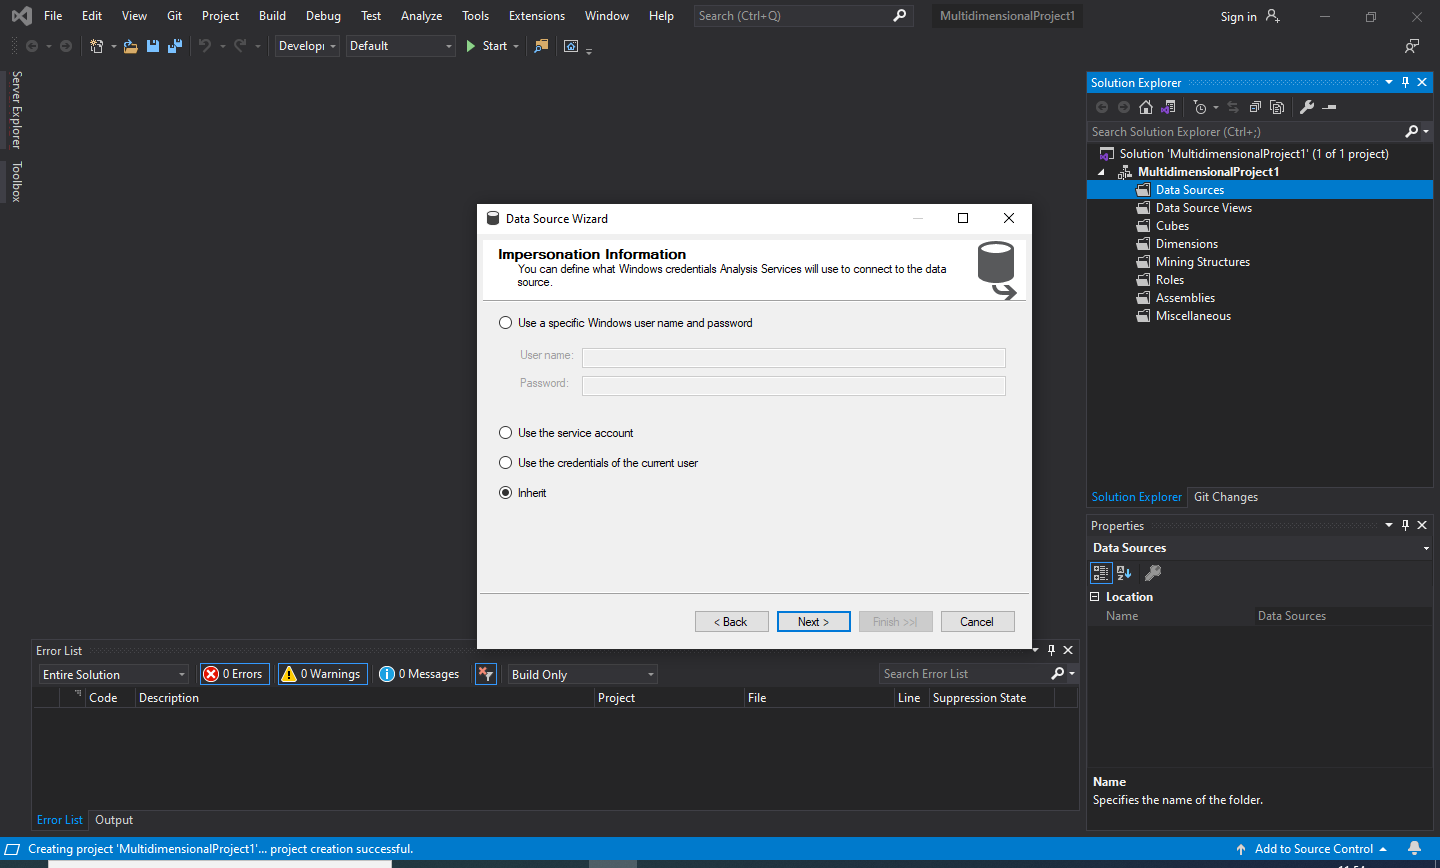 File Edit View Git Project Build Debug Test Analyze Tools Extensions Window Help Search (Ctrl+Q) MultidimensionalProject1 Sign in
Developı Default Start
Server Explorer
Toolbox
Solution Explorer
Search Solution Explorer (Ctrl+;)
Solution 'MultidimensionalProject1' (1 of 1 project)
MultidimensionalProject1
Data Sources
Data Source Views
Cubes
Dimensions
Mining Structures
Roles
Assemblies
Miscellaneous
Solution Explorer Git Changes
Data Source Wizard
Impersonation Information
You can define what Windows credentials Analysis Services will use to connect to the data
source.
Use a specific Windows user name and password
User name:
Password:
Use the service account
Use the credentials of the current user
Inherit
< Back Next > Finish >>| Cancel
Properties
Data Sources
Location
Name Data Sources
Name
Specifies the name of the folder.
Error List
Entire Solution 0 Errors 0 Warnings 0 Messages Build Only Search Error List
Code Description Project File Line Suppression State
Error List Output
Creating project 'MultidimensionalProject1'... project creation successful. Add to Source Control